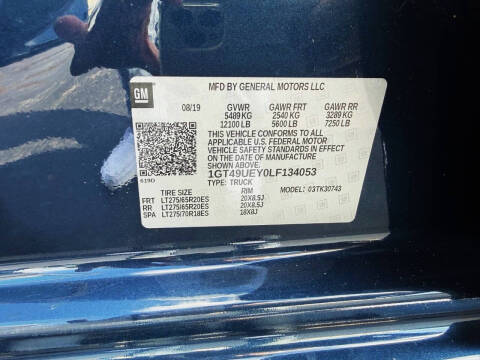 GM
MFD BY GENERAL MOTORS LLC
08/19 GVWR GAWR FRT GAWR RR
5489 KG 2540 KG 3289 KG
12100 LB 5600 LB 7250 LB
THIS VEHICLE CONFORMS TO ALL
APPLICABLE U.S. FEDERAL MOTOR
VEHICLE SAFETY STANDARDS IN EFFECT
ON THE DATE OF MANUFACTURE
SHOWN ABOVE.
1GT49UEY0LF134053
TYPE: TRUCK MODEL: 03TK30743
RIM
FRT LT275/65R20ES 20X8.5J
RR LT275/65R20ES 20X8.5J
SPA LT275/70R18ES 18X8J